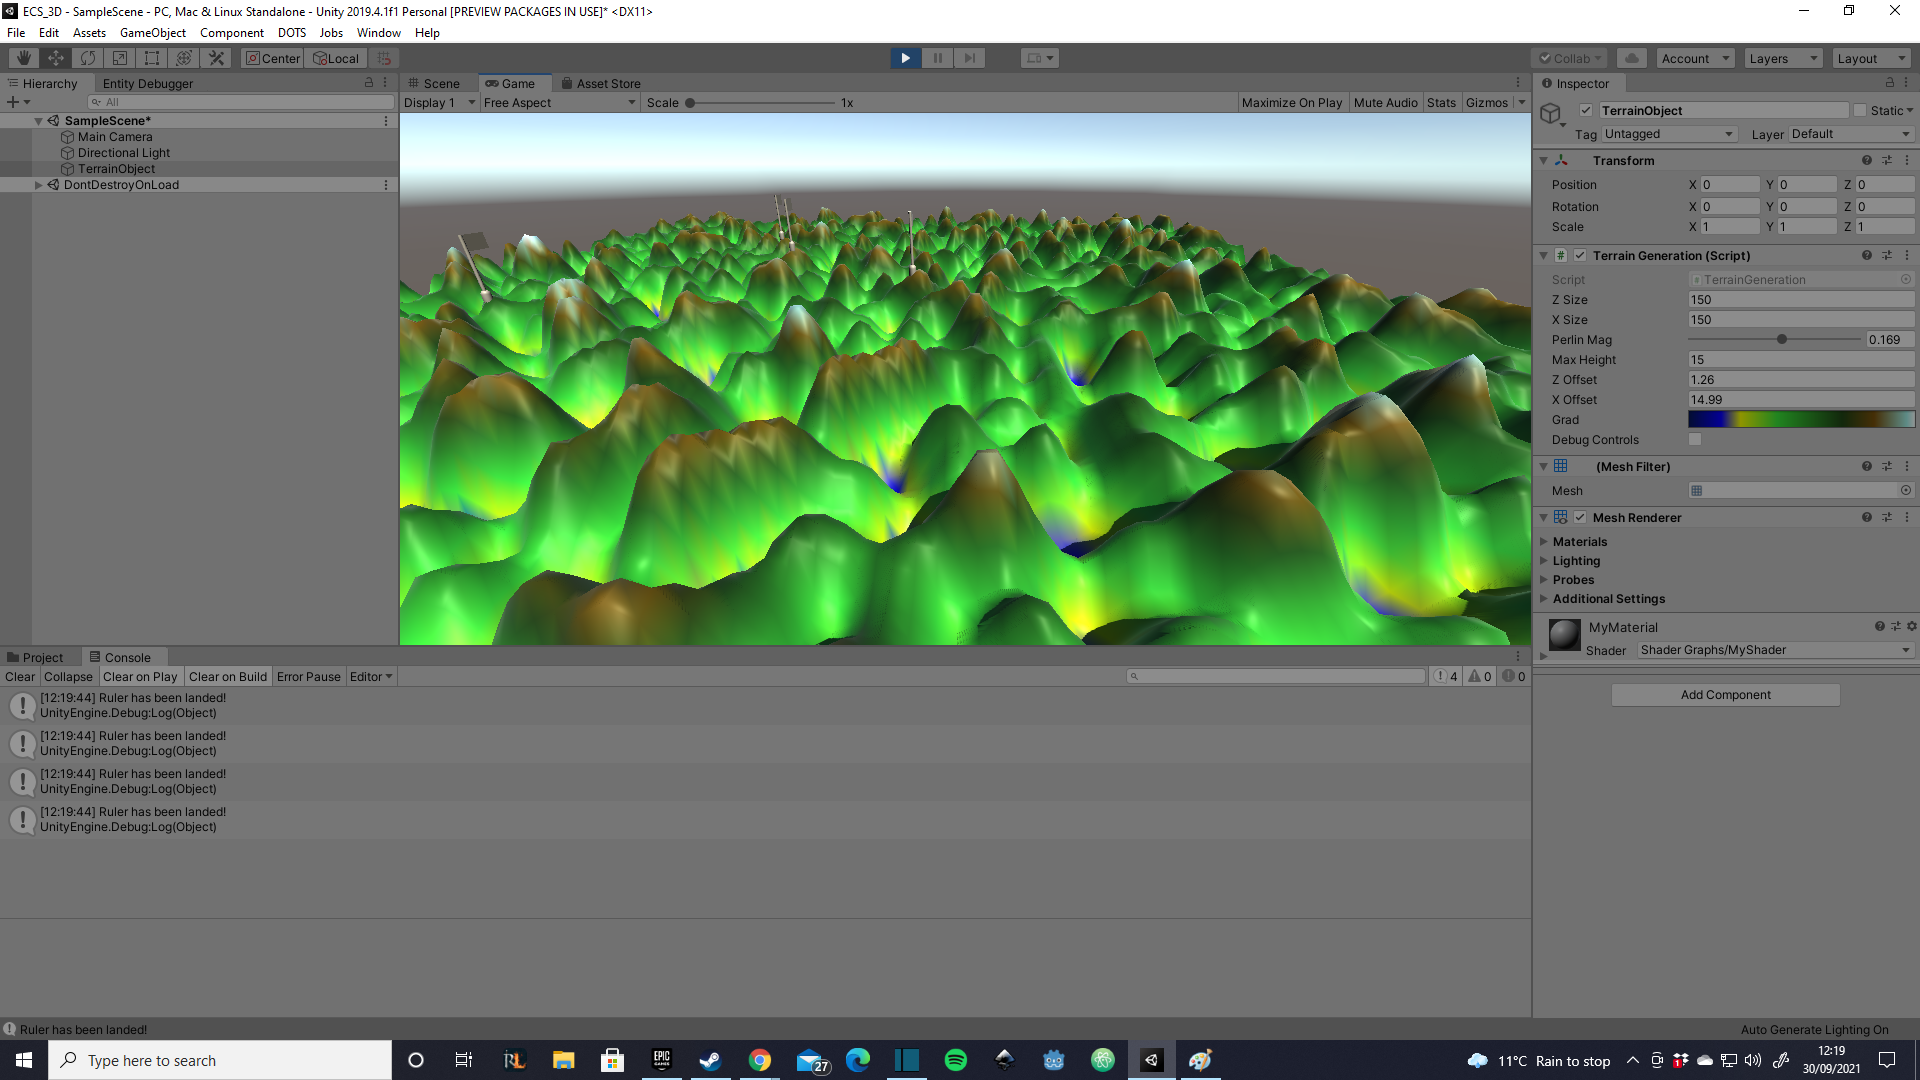 ECS_3D - SampleScene - PC, Mac & Linux Standalone - Unity 2019.4.1f1 Personal [PREVIEW PACKAGES IN USE]* <DX11>
File Edit Assets GameObject Component DOTS Jobs Window Help
Center Local Collab Account Layers Layout
Hierarchy Entity Debugger
All
SampleScene*
Main Camera
Directional Light
TerrainObject
DontDestroyOnLoad
Scene Game Asset Store
Display 1 Free Aspect Scale 1x Maximize On Play Mute Audio Stats Gizmos
Inspector
TerrainObject Static
Tag Untagged Layer Default
Transform
Position X 0 Y 0 Z 0
Rotation X 0 Y 0 Z 0
Scale X 1 Y 1 Z 1
# Terrain Generation (Script)
Script TerrainGeneration
Z Size 150
X Size 150
Perlin Mag 0.169
Max Height 15
Z Offset 1.26
X Offset 14.99
Grad
Debug Controls
(Mesh Filter)
Mesh
Mesh Renderer
Materials
Lighting
Probes
Additional Settings
MyMaterial
Shader Shader Graphs/MyShader
Add Component
Project Console
Clear Collapse Clear on Play Clear on Build Error Pause Editor 4 0 0
[12:19:44] Ruler has been landed!
UnityEngine.Debug:Log(Object)
[12:19:44] Ruler has been landed!
UnityEngine.Debug:Log(Object)
[12:19:44] Ruler has been landed!
UnityEngine.Debug:Log(Object)
[12:19:44] Ruler has been landed!
UnityEngine.Debug:Log(Object)
Ruler has been landed!
Auto Generate Lighting On
Type here to search
RL
EPIC GAMES
27
11°C Rain to stop
1
12:19
30/09/2021